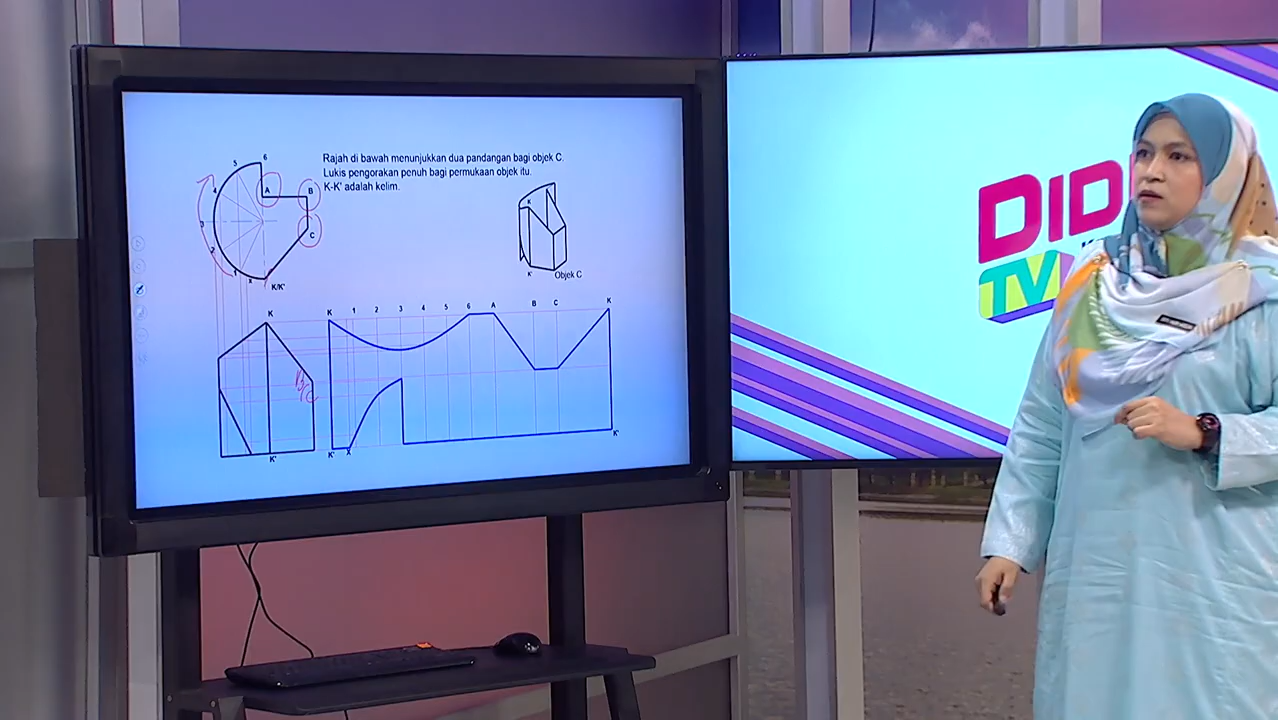 Rajah di bawah menunjukkan dua pandangan bagi objek C.
Lukis pengorakan penuh bagi permukaan objek itu.
K-K' adalah kelim.
6
5
4
3
2
1
x
A
B
C
K/K'
K
K'
Objek C
K
K'
B/C
K 1 2 3 4 5 6 A B C K
K' X K'
K
K'
DID
TV